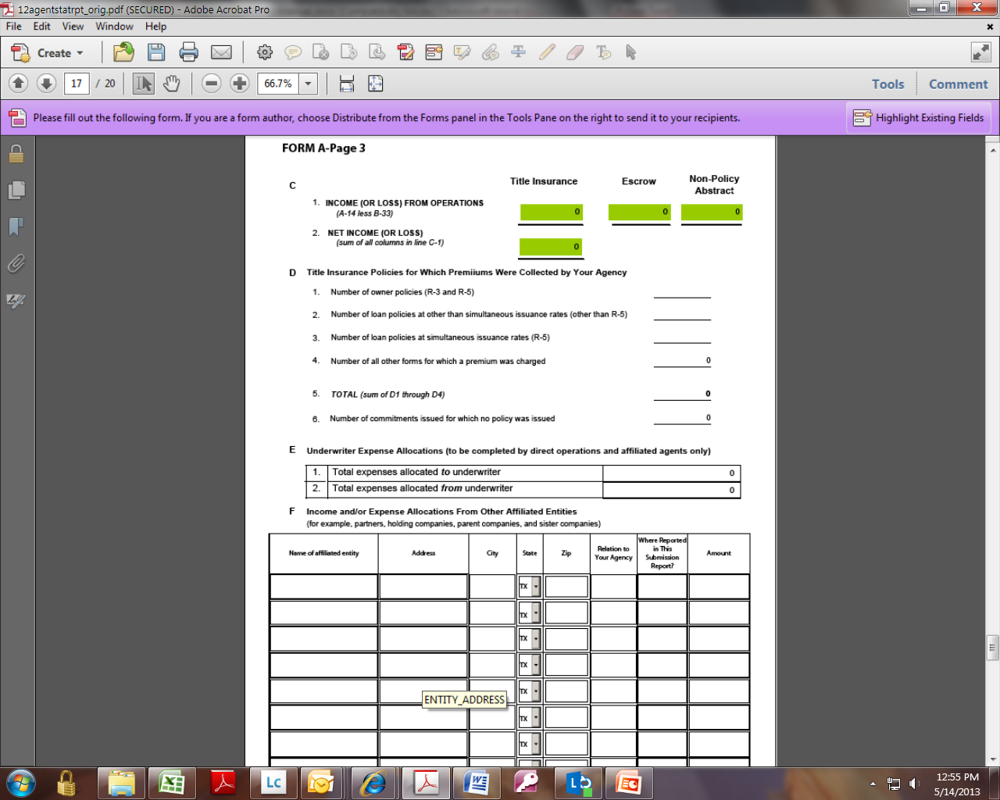 12agentstatrpt_orig.pdf (SECURED) - Adobe Acrobat Pro
File Edit View Window Help
Create
17 / 20 66.7% Tools Comment
Please fill out the following form. If you are a form author, choose Distribute from the Forms panel in the Tools Pane on the right to send it to your recipients. Highlight Existing Fields
FORM A-Page 3
C Title Insurance Escrow Non-Policy
Abstract
1. INCOME (OR LOSS) FROM OPERATIONS
(A-14 less B-33) 0 0 0
2. NET INCOME (OR LOSS)
(sum of all columns in line C-1) 0
D Title Insurance Policies for Which Premiiums Were Collected by Your Agency
1. Number of owner policies (R-3 and R-5)
2. Number of loan policies at other than simultaneous issuance rates (other than R-5)
3. Number of loan policies at simultaneous issuance rates (R-5)
4. Number of all other forms for which a premium was charged 0
5. TOTAL (sum of D1 through D4) 0
6. Number of commitments issued for which no policy was issued 0
E Underwriter Expense Allocations (to be completed by direct operations and affiliated agents only)
1. Total expenses allocated to underwriter 0
2. Total expenses allocated from underwriter 0
F Income and/or Expense Allocations From Other Affiliated Entities
(for example, partners, holding companies, parent companies, and sister companies)
Name of affiliated entity Address City State Zip Relation to
Your Agency Where Reported
in This
Submission
Report? Amount
TX
TX
TX
TX
TX
ENTITY_ADDRESS
TX
TX
Lc
12:55 PM
5/14/2013